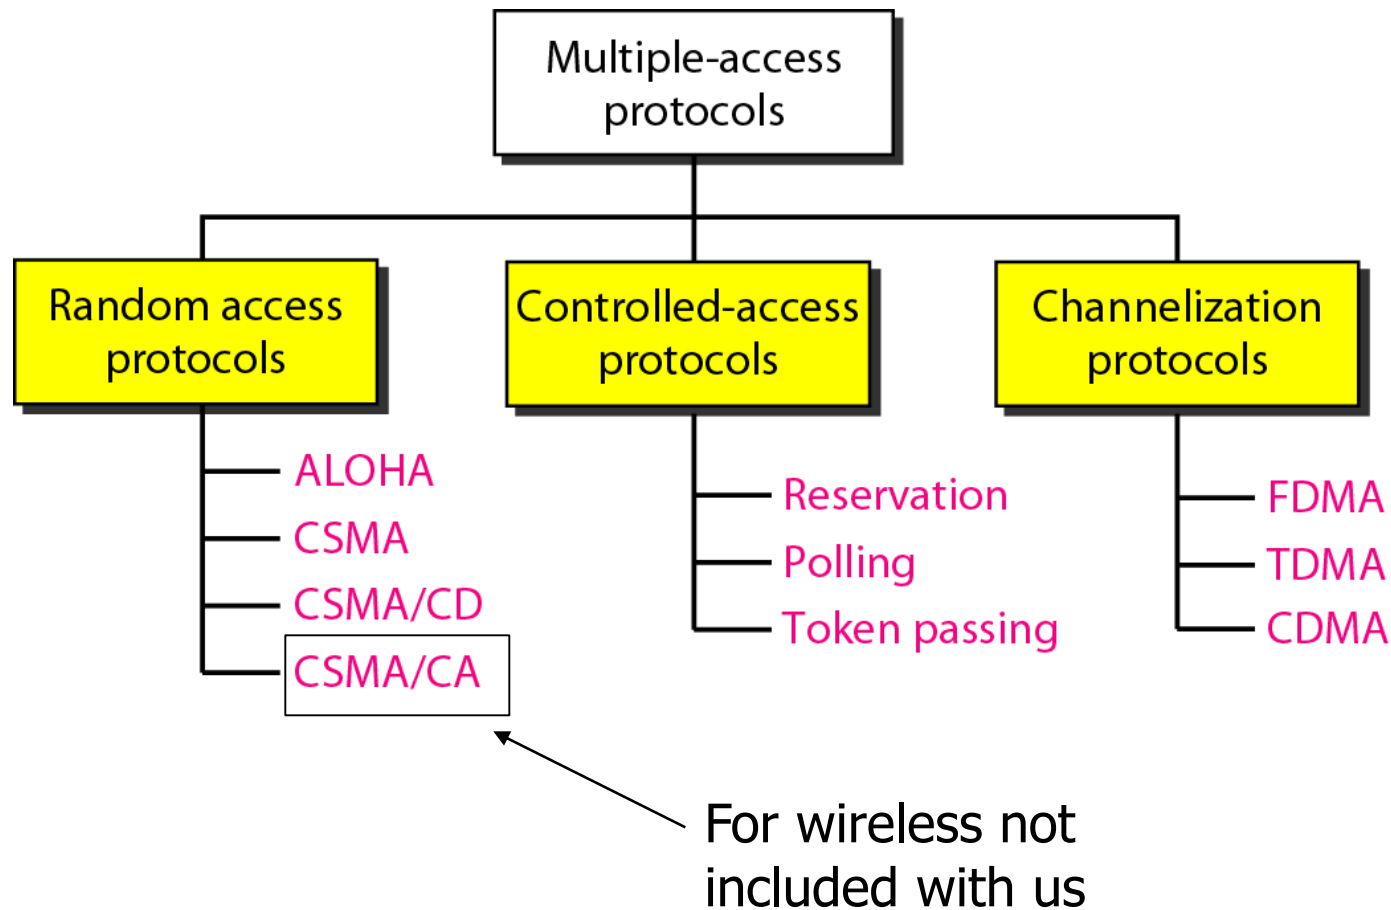 Multiple-access
protocols
Random access
protocols
Controlled-access
protocols
Channelization
protocols
ALOHA
CSMA
CSMA/CD
CSMA/CA
Reservation
Polling
Token passing
FDMA
TDMA
CDMA
For wireless not
included with us